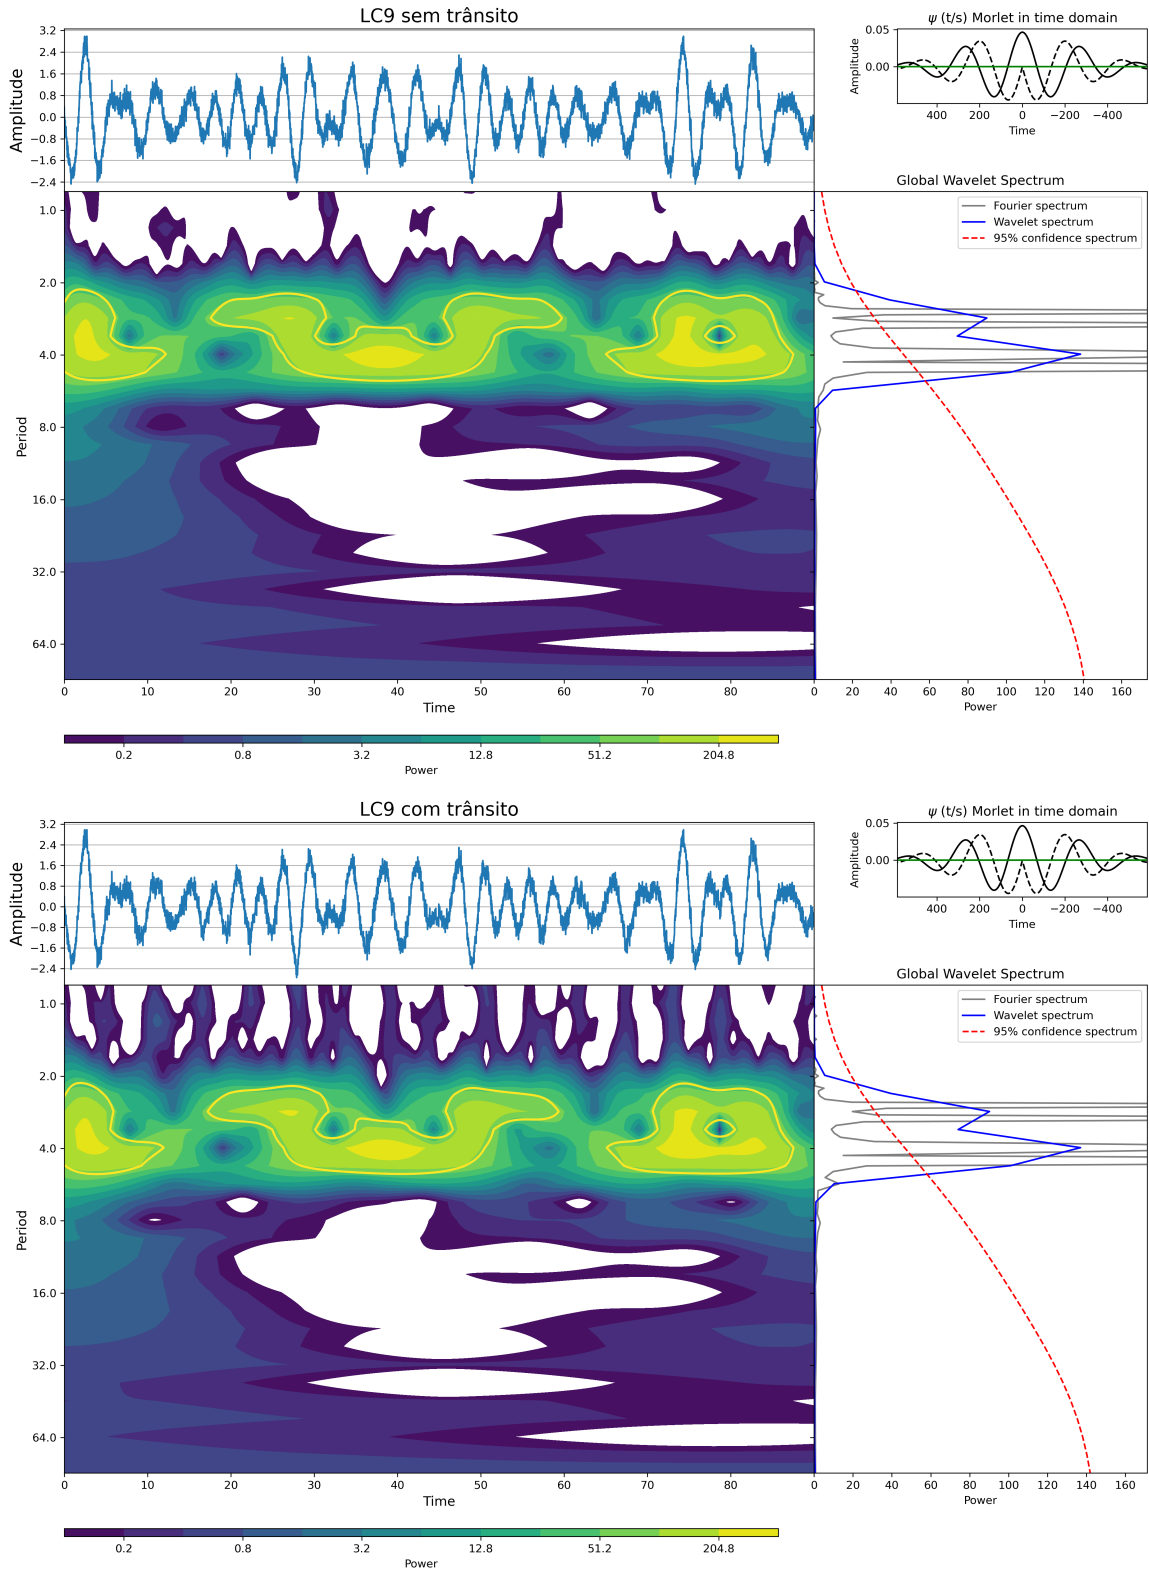 LC9 sem trânsito
ψ (t/s) Morlet in time domain
3.2
2.4
1.6
0.8
0.0
−0.8
−1.6
−2.4
Amplitude
0.05
0.00
Amplitude
400 200 0 −200 −400
Time
Global Wavelet Spectrum
Fourier spectrum
Wavelet spectrum
95% confidence spectrum
1.0
2.0
4.0
8.0
16.0
32.0
64.0
Period
0 10 20 30 40 50 60 70 80
Time
0 20 40 60 80 100 120 140 160
Power
0.2 0.8 3.2 12.8 51.2 204.8
Power
LC9 com trânsito
ψ (t/s) Morlet in time domain
3.2
2.4
1.6
0.8
0.0
−0.8
−1.6
−2.4
Amplitude
0.05
0.00
Amplitude
400 200 0 −200 −400
Time
Global Wavelet Spectrum
Fourier spectrum
Wavelet spectrum
95% confidence spectrum
1.0
2.0
4.0
8.0
16.0
32.0
64.0
Period
0 10 20 30 40 50 60 70 80
Time
0 20 40 60 80 100 120 140 160
Power
0.2 0.8 3.2 12.8 51.2 204.8
Power